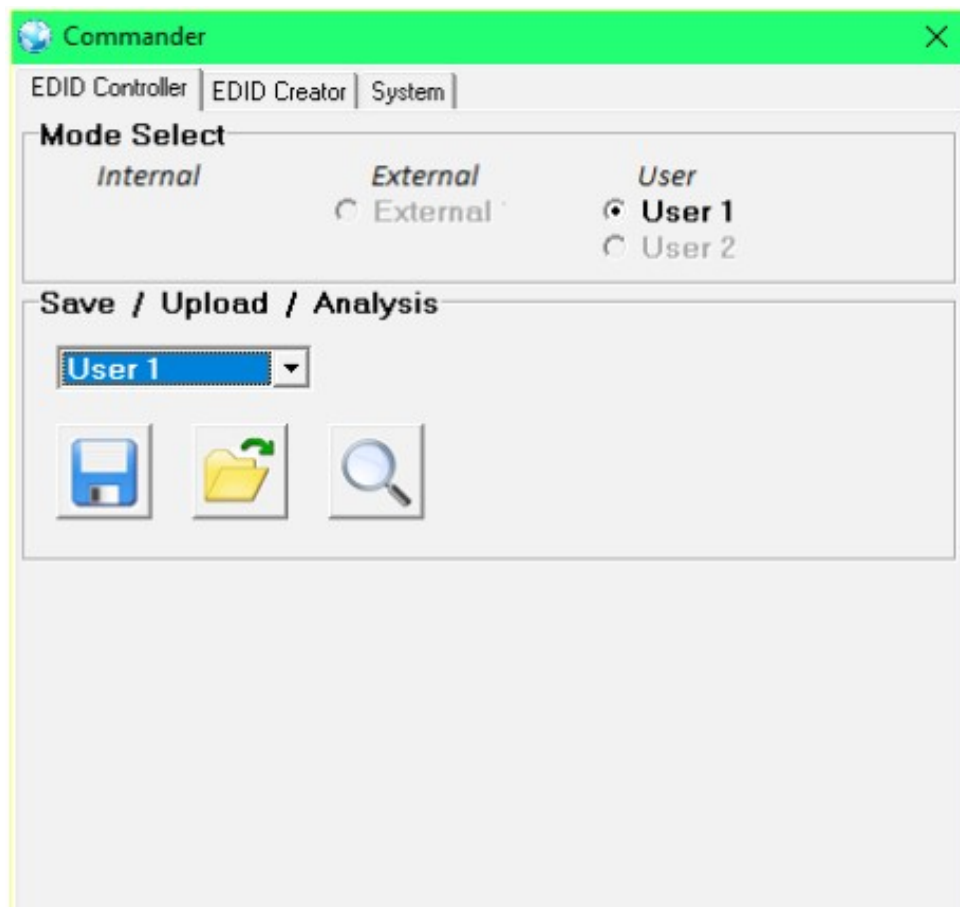 Commander
EDID Controller EDID Creator System
Mode Select
Internal External User
External User 1
User 2
Save / Upload / Analysis
User 1